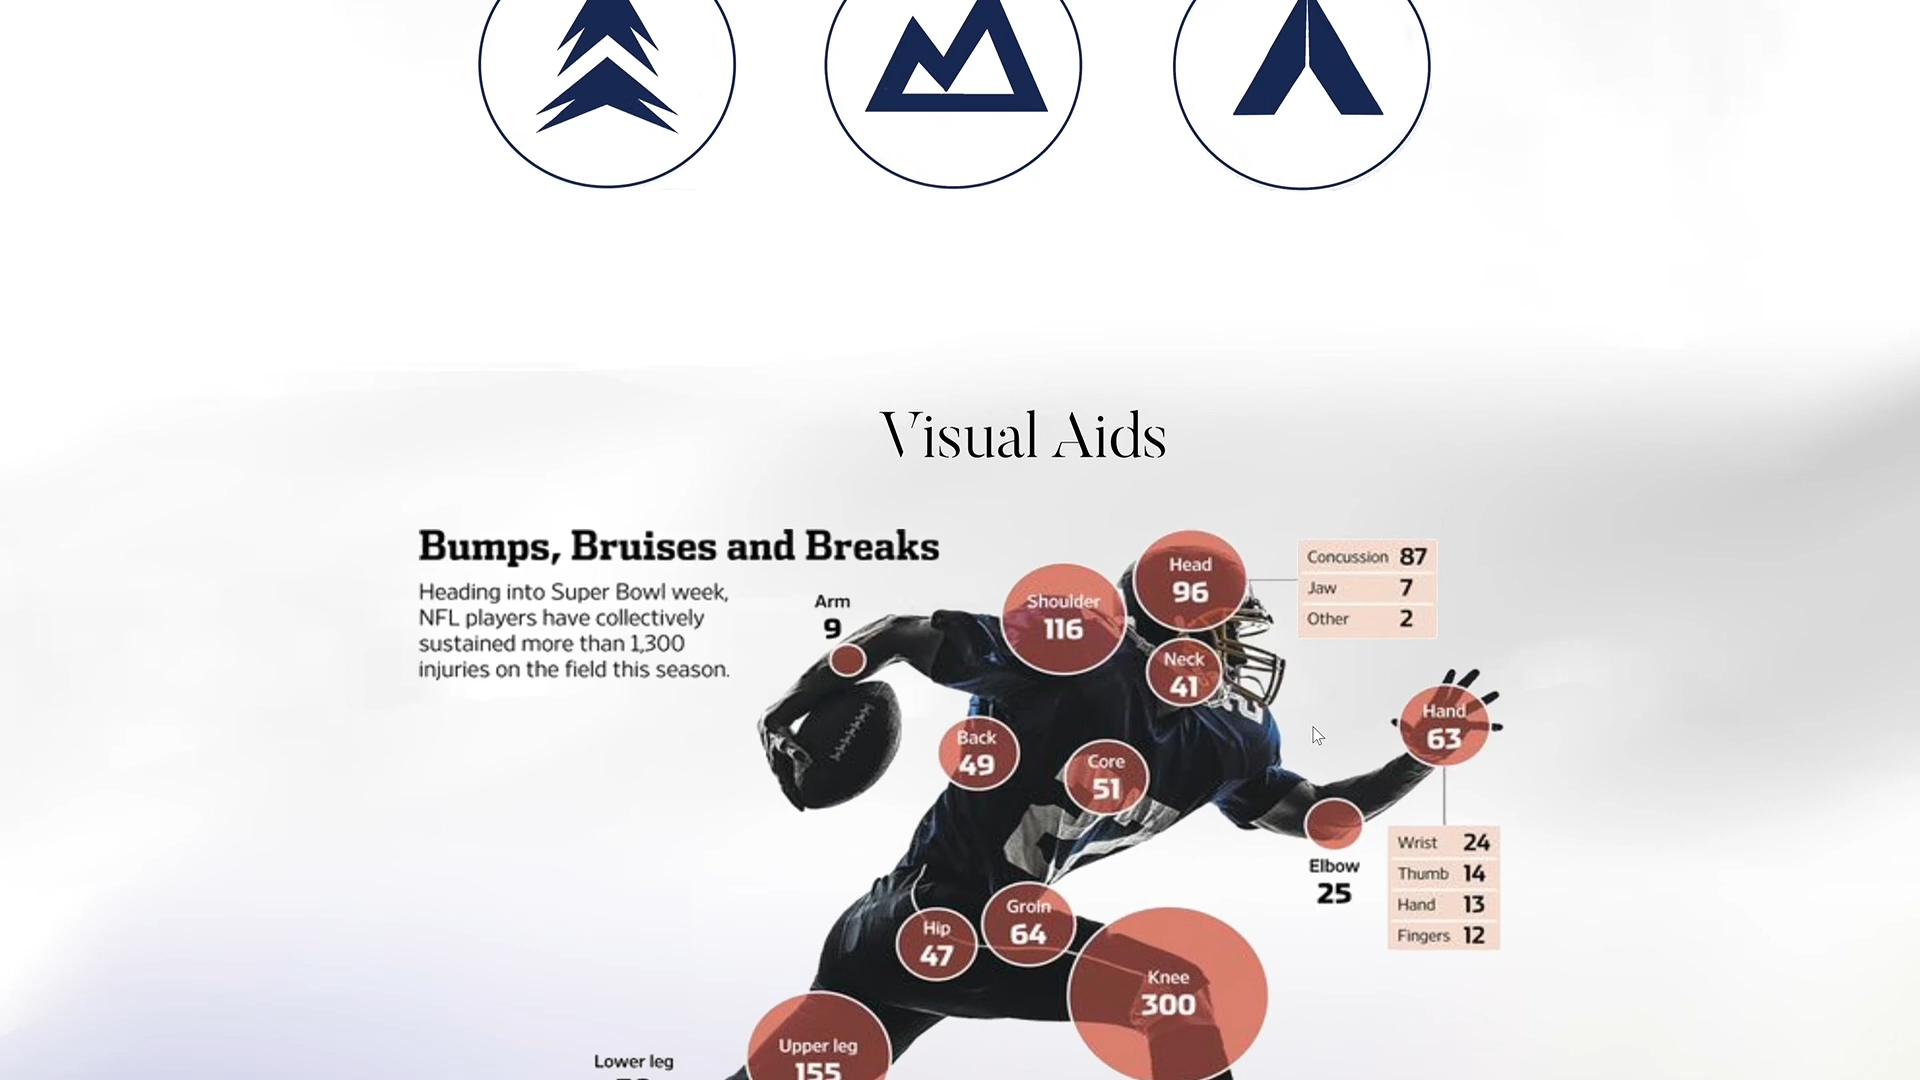 Visual Aids
Bumps, Bruises and Breaks
Heading into Super Bowl week,
NFL players have collectively
sustained more than 1,300
injuries on the field this season.
Arm
9
Shoulder
116
Head
96
Concussion 87
Jaw 7
Other 2
Neck
41
Hand
63
Back
49
Core
51
Wrist 24
Thumb 14
Hand 13
Fingers 12
Elbow
25
Groin
64
Hip
47
Knee
300
Upper leg
155
Lower leg